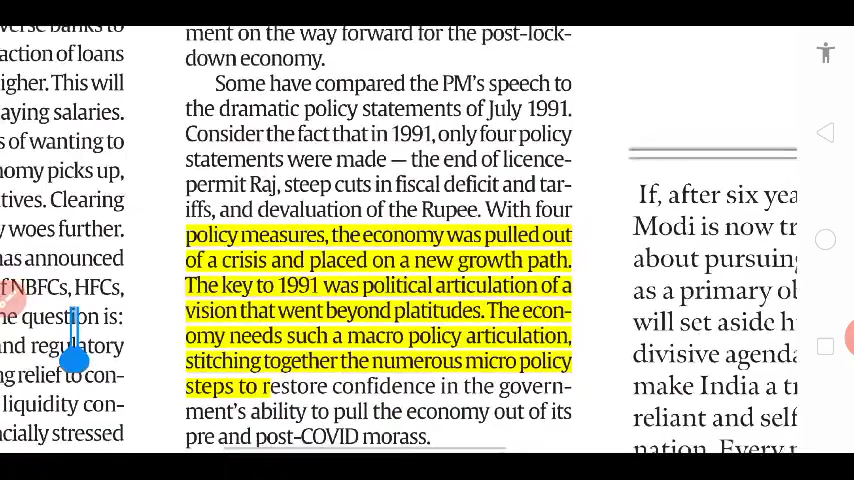 action of loans
igher. This will
aying salaries.
s of wanting to
nomy picks up,
tives. Clearing
y woes further.
has announced
f NBFCs, HFCs,
ne question is:
and regulatory
ng relief to con-
liquidity con-
ncially stressed
ment on the way forward for the post-lock-
down economy.
Some have compared the PM's speech to
the dramatic policy statements of July 1991.
Consider the fact that in 1991, only four policy
statements were made — the end of licence-
permit Raj, steep cuts in fiscal deficit and tar-
iffs, and devaluation of the Rupee. With four
policy measures, the economy was pulled out
of a crisis and placed on a new growth path.
The key to 1991 was political articulation of a
vision that went beyond platitudes. The econ-
omy needs such a macro policy articulation,
stitching together the numerous micro policy
steps to restore confidence in the govern-
ment's ability to pull the economy out of its
pre and post-COVID morass.
If, after six yea
Modi is now tr
about pursuing
as a primary ob
will set aside h
divisive agenda
make India a tr
reliant and self
nation. Every